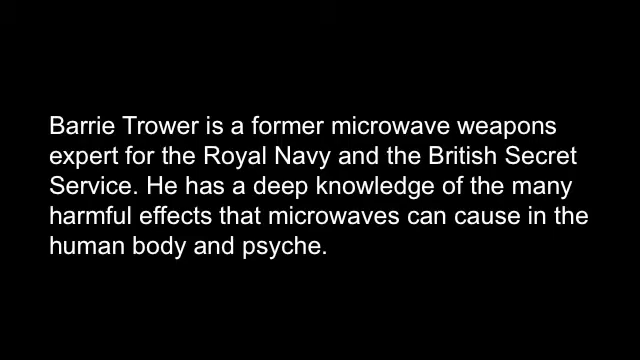 Barrie Trower is a former microwave weapons
expert for the Royal Navy and the British Secret
Service. He has a deep knowledge of the many
harmful effects that microwaves can cause in the
human body and psyche.